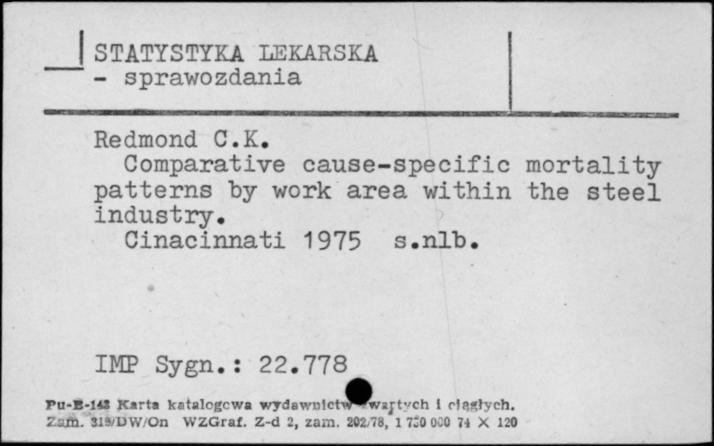 STATYSTYKA LEKARSKA
- sprawozdania
Redmond C.K.
Comparative cause-specific mortality
patterns by work area within the steel
industry.
Cinacinnati 1975 s.nlb.
IMP Sygn.: 22.778
Pu-E-143 Karta katalogowa wydawnictw zwartych i ciągłych.
Zam. /DW/On WZGraf. Z-d 2, zam. 202/78, 1 750 000 74 X 120